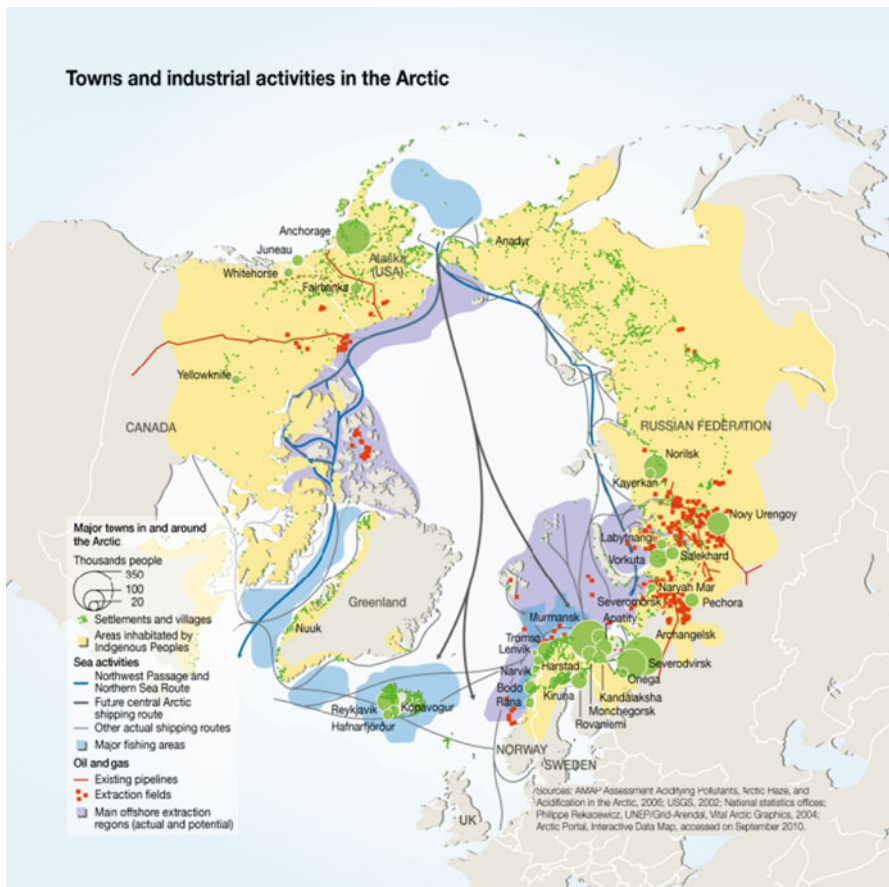 Towns and industrial activities in the Arctic
Anchorage
Juneau
Whitehorse
Alaska
(USA)
Fairbanks
Anadyr
Yellowknife
CANADA
RUSSIAN FEDERATION
Norilsk
Kayerkan
Novy Urengoy
Labytnangi
Salekhard
Vorkuta
Naryah Mar
Severomorsk
Pechora
Murmansk
Apatity
Archangelsk
Tromsø
Lenvik
Harstad
Severodvirsk
Narvik
Onega
Bodo
Kiruna
Kandalaksha
Rana
Monchegorsk
Rovaniemi
Greenland
Nuuk
Reykjavik
Kópavogur
Hafnarfjördur
NORWAY
SWEDEN
UK
Major towns in and around
the Arctic
Thousands people
350
100
20
Settlements and villages
Areas inhabitated by
Indigenous Peoples
Sea activities
Northwest Passage and
Northern Sea Route
Future central Arctic
shipping route
Other actual shipping routes
Major fishing areas
Oil and gas
Existing pipelines
Extraction fields
Main offshore extraction
regions (actual and potential)
Sources: AMAP Assessment Acidifying Pollutants, Arctic Haze, and
Acidification in the Arctic, 2006; USGS, 2002; National statistics offices;
Philippe Rekacewicz, UNEP/Grid-Arendal, Vital Arctic Graphics, 2004;
Arctic Portal, Interactive Data Map, accessed on September 2010.